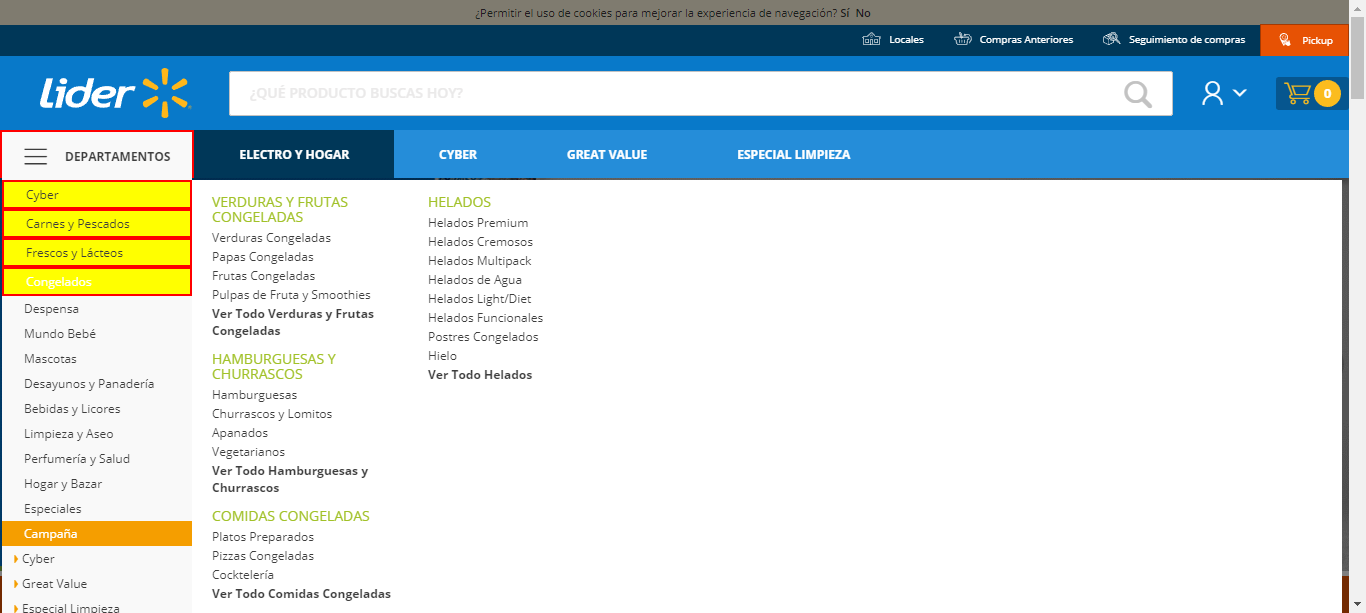 ¿Permitir el uso de cookies para mejorar la experiencia de navegación? Sí No
Locales
Compras Anteriores
Seguimiento de compras
Pickup
Lider
¿QUÉ PRODUCTO BUSCAS HOY?
0
DEPARTAMENTOS
ELECTRO Y HOGAR
CYBER
GREAT VALUE
ESPECIAL LIMPIEZA
Cyber
Carnes y Pescados
Frescos y Lácteos
Congelados
Despensa
Mundo Bebé
Mascotas
Desayunos y Panadería
Bebidas y Licores
Limpieza y Aseo
Perfumería y Salud
Hogar y Bazar
Especiales
Campaña
Cyber
Great Value
Especial Limpieza
VERDURAS Y FRUTAS
CONGELADAS
Verduras Congeladas
Papas Congeladas
Frutas Congeladas
Pulpas de Fruta y Smoothies
Ver Todo Verduras y Frutas
Congeladas
HAMBURGUESAS Y
CHURRASCOS
Hamburguesas
Churrascos y Lomitos
Apanados
Vegetarianos
Ver Todo Hamburguesas y
Churrascos
COMIDAS CONGELADAS
Platos Preparados
Pizzas Congeladas
Cocktelería
Ver Todo Comidas Congeladas
HELADOS
Helados Premium
Helados Cremosos
Helados Multipack
Helados de Agua
Helados Light/Diet
Helados Funcionales
Postres Congelados
Hielo
Ver Todo Helados